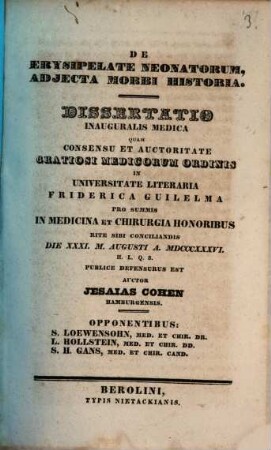 3.
DE
ERYSIPELATE NEONATORUM,
ADJECTA MORBI HISTORIA.
DISSERTATIO
INAUGURALIS MEDICA
QUAM
CONSENSU ET AUCTORITATE
GRATIOSI MEDICORUM ORDINIS
IN
UNIVERSITATE LITERARIA
FRIDERICA GUILELMA
PRO SUMMIS
IN MEDICINA ET CHIRURGIA HONORIBUS
RITE SIBI CONCILIANDIS
DIE XXXI. M. AUGUSTI A. MDCCCXXXVI.
H. L. Q. S.
PUBLICE DEFENSURUS EST
AUCTOR
JESAIAS COHEN
HAMBURGENSIS.
OPPONENTIBUS:
S. LOEWENSOHN, MED. ET CHIR. DR.
L. HOLLSTEIN, MED. ET CHIR. DD.
S. H. GANS, MED. ET CHIR. CAND.
BEROLINI,
TYPIS NIETACKIANIS.